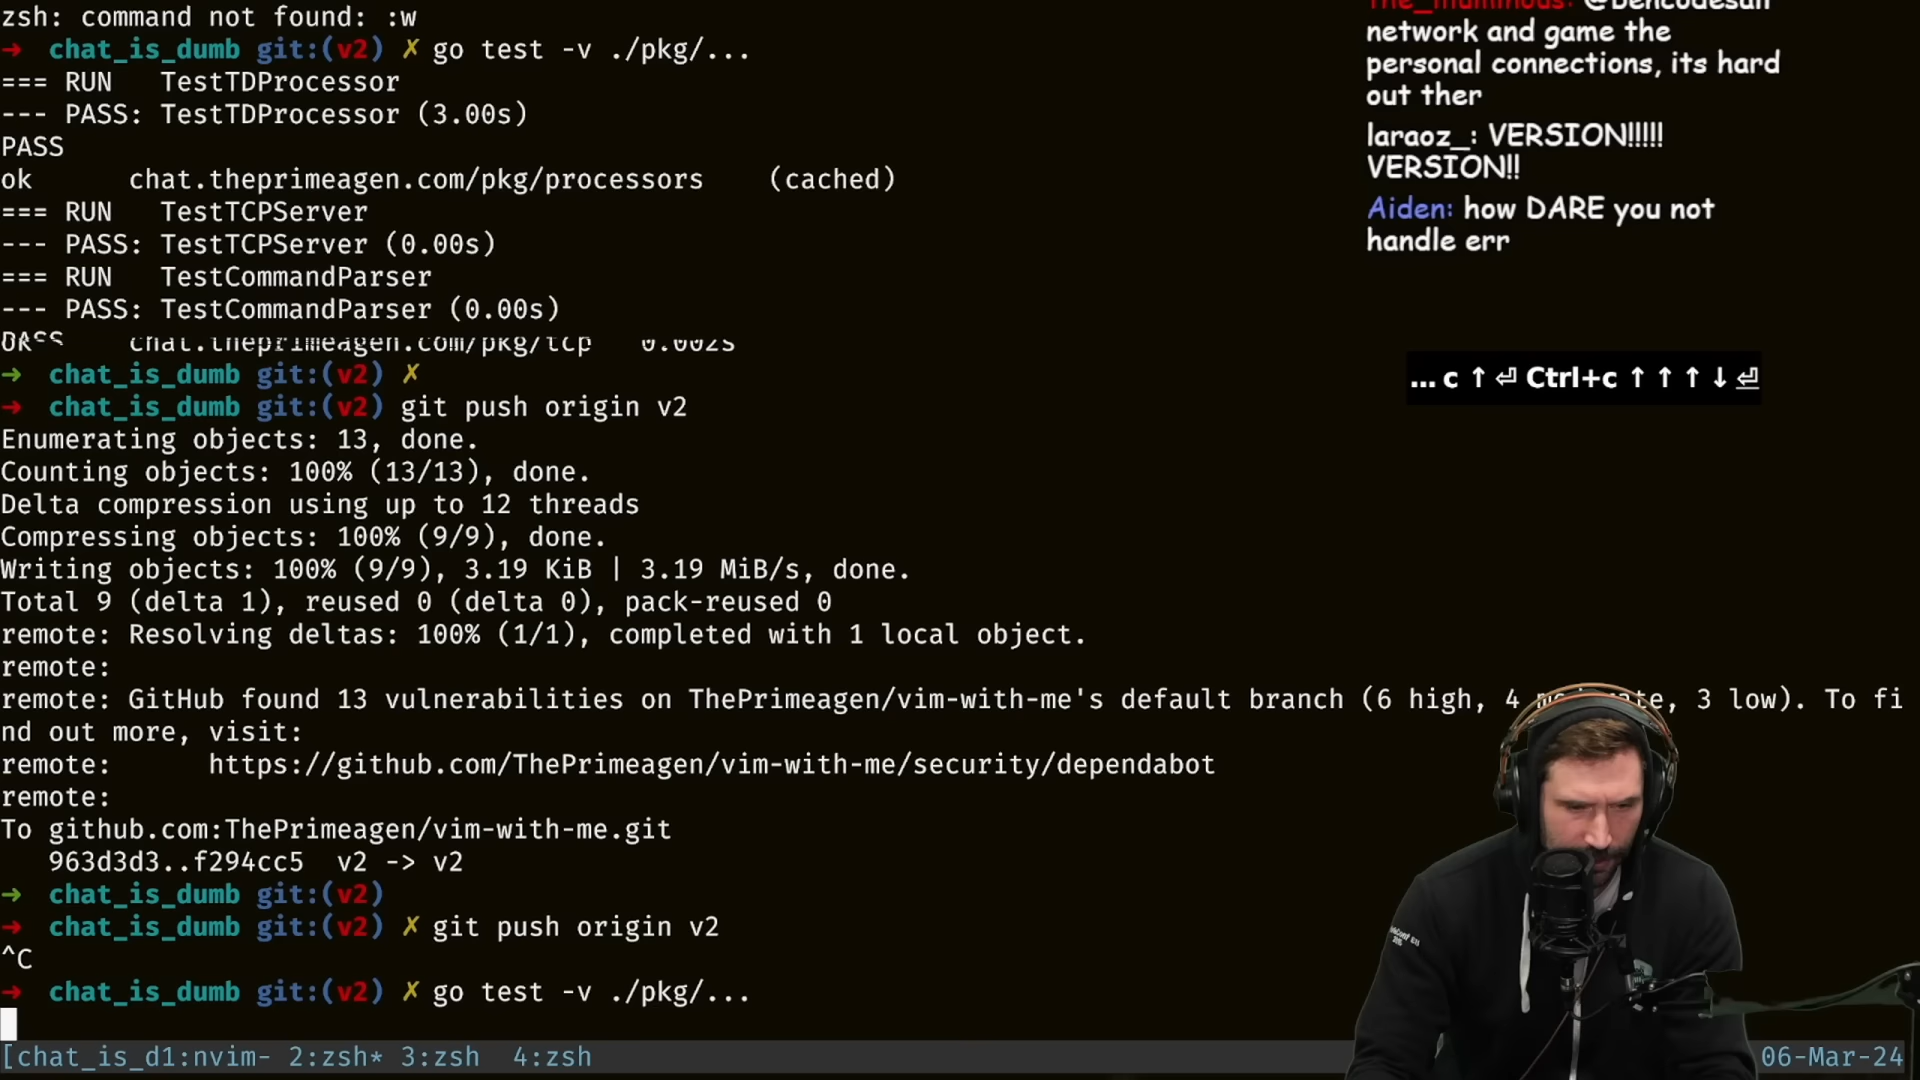 zsh: command not found: :w
→ chat_is_dumb git:(v2) ✗ go test -v ./pkg/...
=== RUN   TestTDProcessor
--- PASS: TestTDProcessor (3.00s)
PASS
ok      chat.theprimeagen.com/pkg/processors    (cached)
=== RUN   TestTCPServer
--- PASS: TestTCPServer (0.00s)
=== RUN   TestCommandParser
--- PASS: TestCommandParser (0.00s)
chat.theprimeagen.com/pkg/tcp   0.002s
→ chat_is_dumb git:(v2) ✗
→ chat_is_dumb git:(v2) git push origin v2
Enumerating objects: 13, done.
Counting objects: 100% (13/13), done.
Delta compression using up to 12 threads
Compressing objects: 100% (9/9), done.
Writing objects: 100% (9/9), 3.19 KiB | 3.19 MiB/s, done.
Total 9 (delta 1), reused 0 (delta 0), pack-reused 0
remote: Resolving deltas: 100% (1/1), completed with 1 local object.
remote:
remote: GitHub found 13 vulnerabilities on ThePrimeagen/vim-with-me's default branch (6 high, 4 moderate, 3 low). To fi
nd out more, visit:
remote:      https://github.com/ThePrimeagen/vim-with-me/security/dependabot
remote:
To github.com:ThePrimeagen/vim-with-me.git
   963d3d3..f294cc5  v2 -> v2
→ chat_is_dumb git:(v2)
→ chat_is_dumb git:(v2) ✗ git push origin v2
^C
→ chat_is_dumb git:(v2) ✗ go test -v ./pkg/...
[chat_is_d1:nvim- 2:zsh* 3:zsh  4:zsh
06-Mar-24
@bencodesall
network and game the
personal connections, its hard
out ther
laraoz_: VERSION!!!!!
VERSION!!
Aiden: how DARE you not
handle err
... c ↑ ⏎ Ctrl+c ↑ ↑ ↑ ↓ ⏎